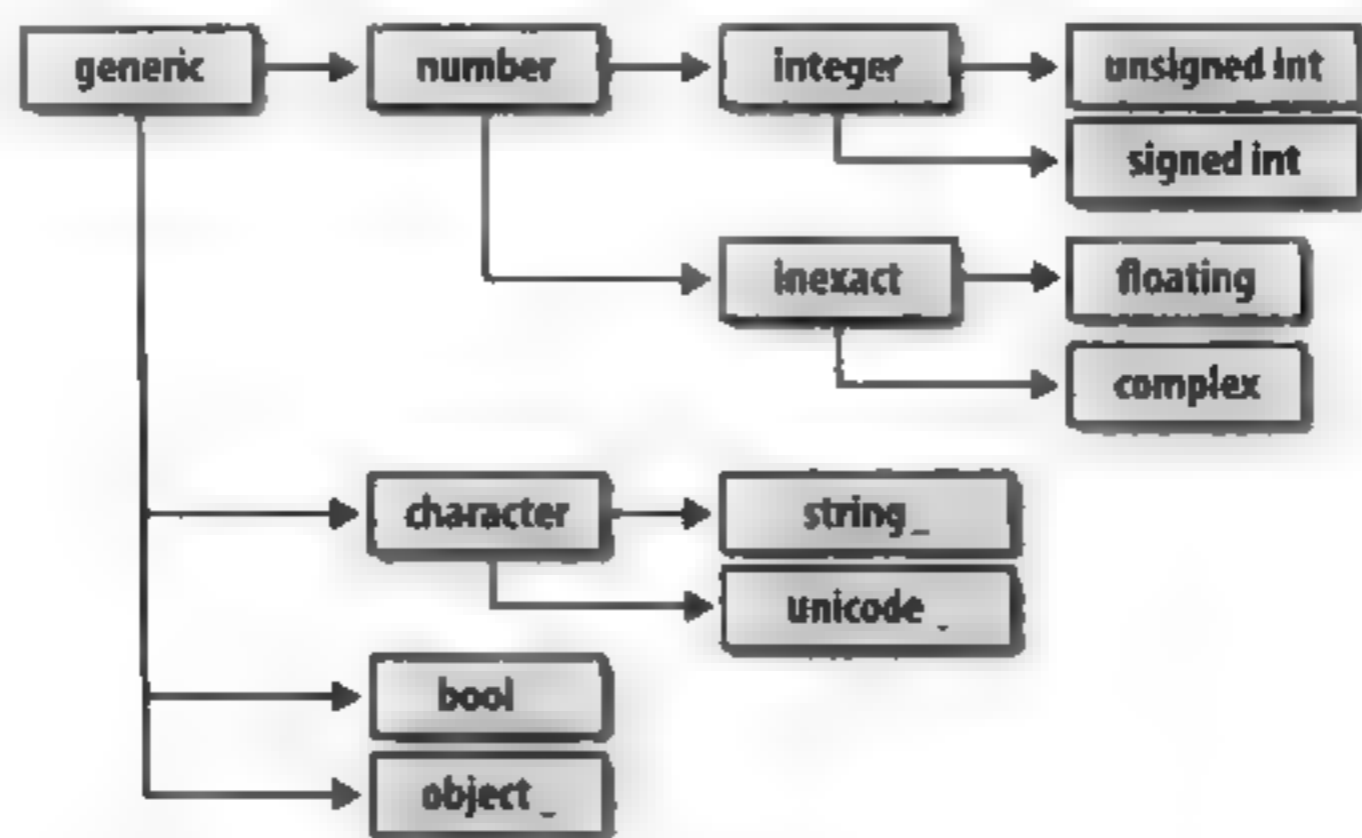 generic
number
integer
unsigned int
signed int
inexact
floating
complex
character
string_
unicode_
bool
object_